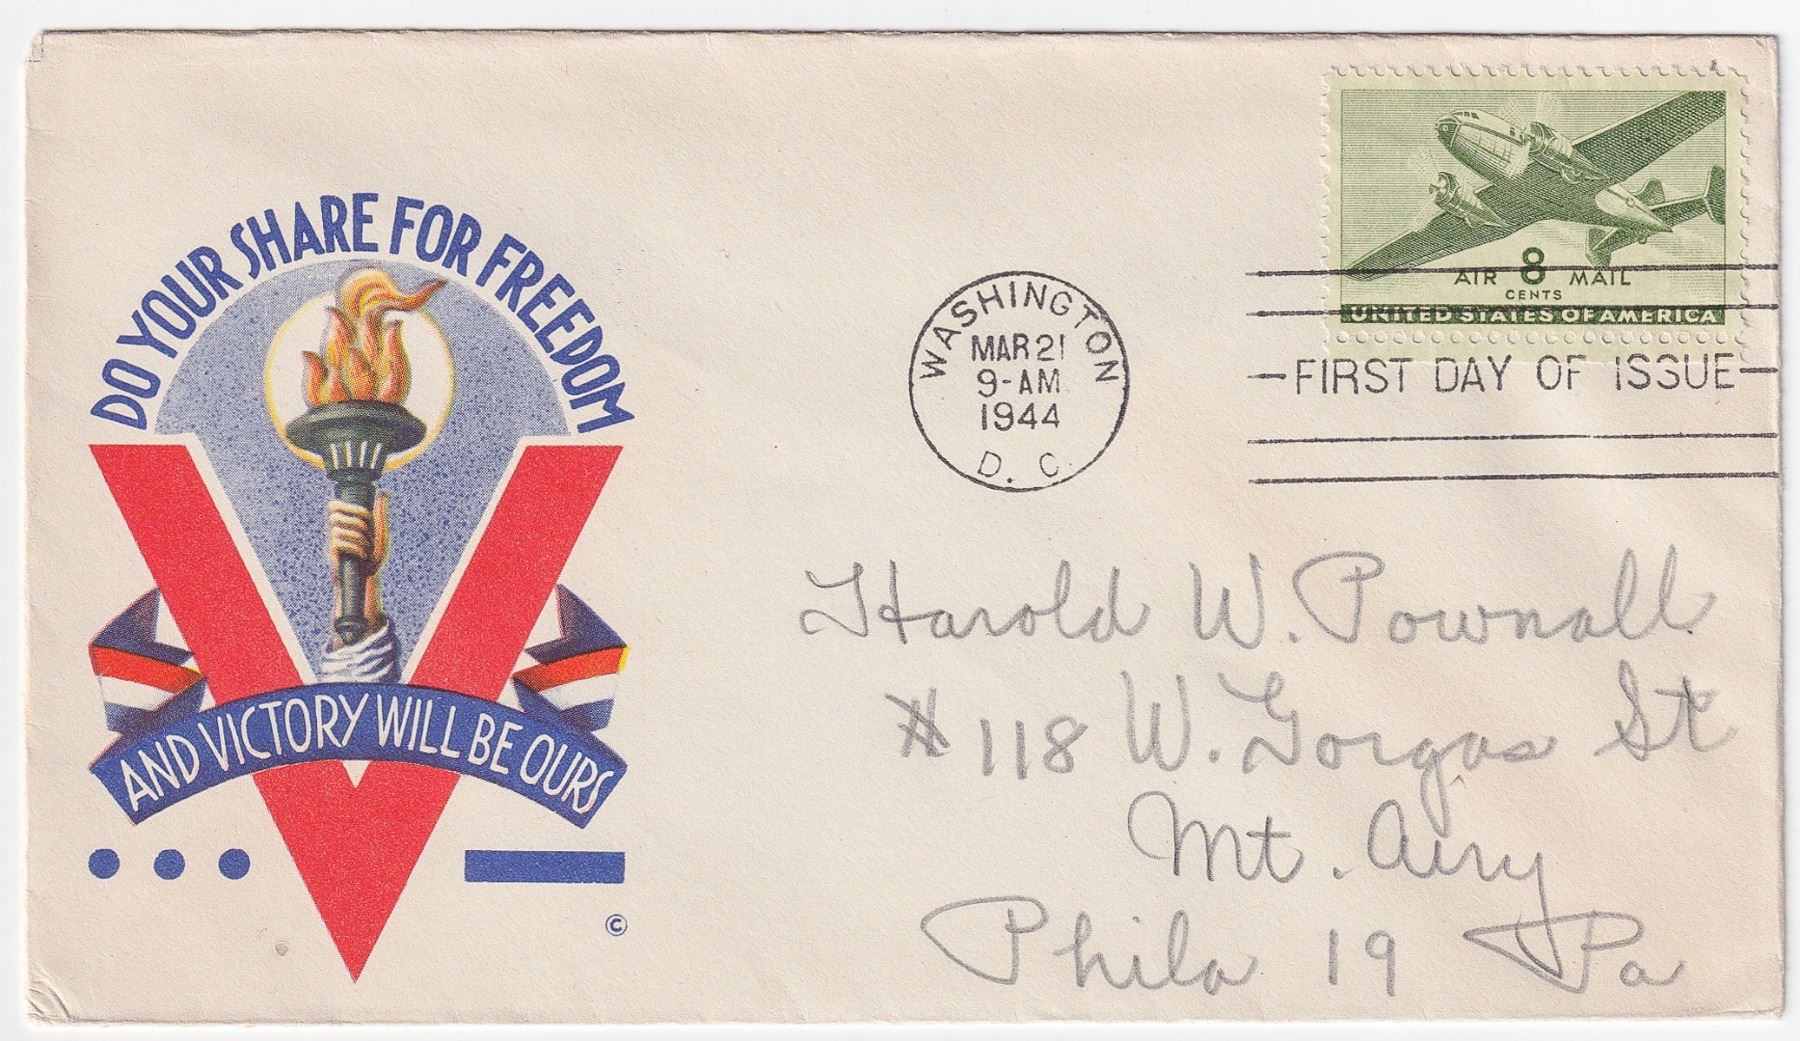 DO YOUR SHARE FOR FREEDOM
AND VICTORY WILL BE OURS
©
WASHINGTON
MAR 21
9-AM
1944
D. C.
AIR 8 MAIL
CENTS
UNITED STATES OF AMERICA
FIRST DAY OF ISSUE
Harold W. Pownall
# 118 W. Gorgas St
Mt. Airy
Phila 19 Pa